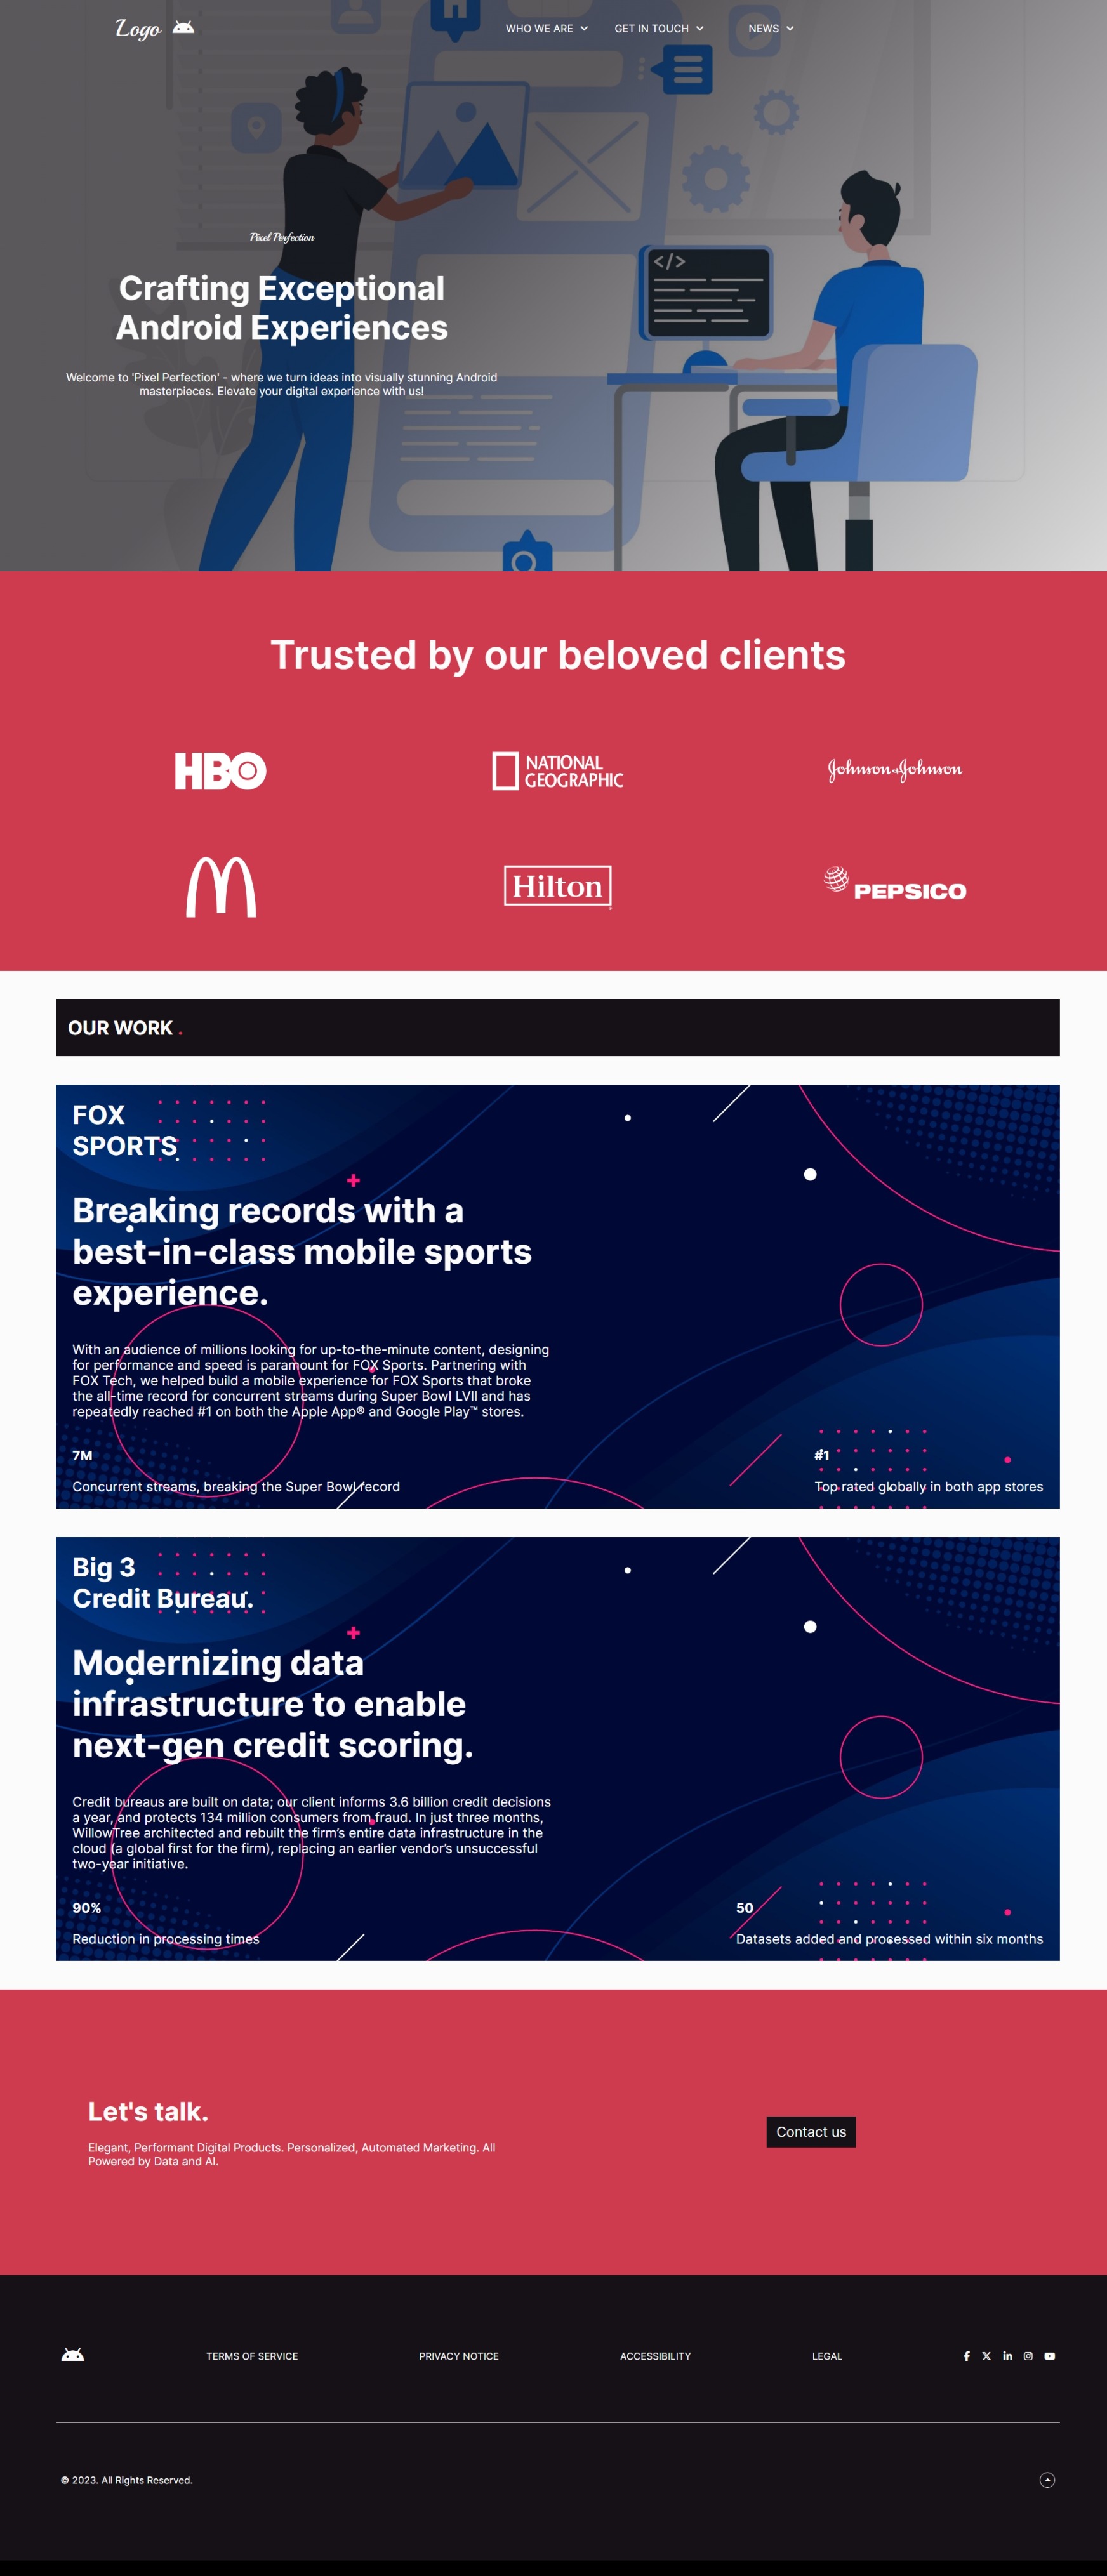 Logo
WHO WE ARE
GET IN TOUCH
NEWS
</>
Pixel Perfection
Crafting Exceptional
Android Experiences
Welcome to 'Pixel Perfection' - where we turn ideas into visually stunning Android
masterpieces. Elevate your digital experience with us!
Trusted by our beloved clients
HBO
NATIONAL
GEOGRAPHIC
Johnson & Johnson
Hilton
PEPSICO
OUR WORK .
FOX
SPORTS
Breaking records with a
best-in-class mobile sports
experience.
With an audience of millions looking for up-to-the-minute content, designing
for performance and speed is paramount for FOX Sports. Partnering with
FOX Tech, we helped build a mobile experience for FOX Sports that broke
the all-time record for concurrent streams during Super Bowl LVII and has
repeatedly reached #1 on both the Apple App® and Google Play™ stores.
7M
Concurrent streams, breaking the Super Bowl record
#1
Top rated globally in both app stores
Big 3
Credit Bureau.
Modernizing data
infrastructure to enable
next-gen credit scoring.
Credit bureaus are built on data; our client informs 3.6 billion credit decisions
a year, and protects 134 million consumers from fraud. In just three months,
WillowTree architected and rebuilt the firm’s entire data infrastructure in the
cloud (a global first for the firm), replacing an earlier vendor’s unsuccessful
two-year initiative.
90%
Reduction in processing times
50
Datasets added and processed within six months
Let's talk.
Elegant, Performant Digital Products. Personalized, Automated Marketing. All
Powered by Data and AI.
Contact us
TERMS OF SERVICE
PRIVACY NOTICE
ACCESSIBILITY
LEGAL
© 2023. All Rights Reserved.